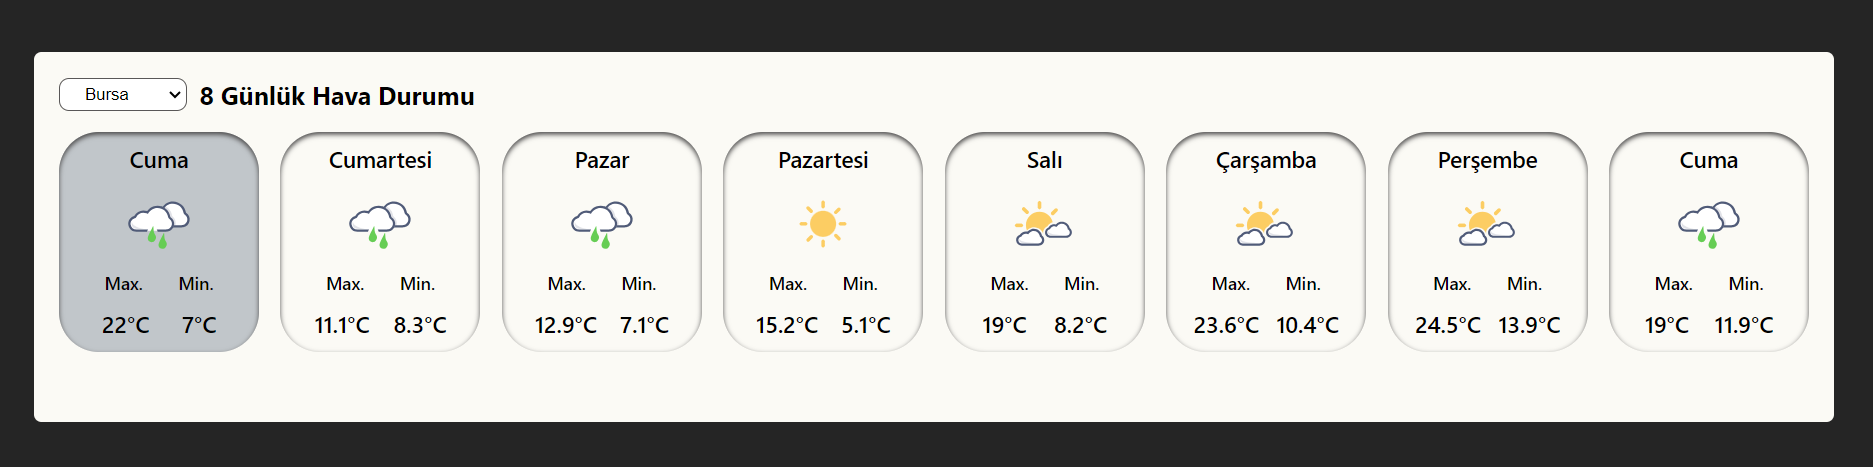 Bursa
8 Günlük Hava Durumu
Cuma
Max. Min.
22°C 7°C
Cumartesi
Max. Min.
11.1°C 8.3°C
Pazar
Max. Min.
12.9°C 7.1°C
Pazartesi
Max. Min.
15.2°C 5.1°C
Salı
Max. Min.
19°C 8.2°C
Çarşamba
Max. Min.
23.6°C 10.4°C
Perşembe
Max. Min.
24.5°C 13.9°C
Cuma
Max. Min.
19°C 11.9°C